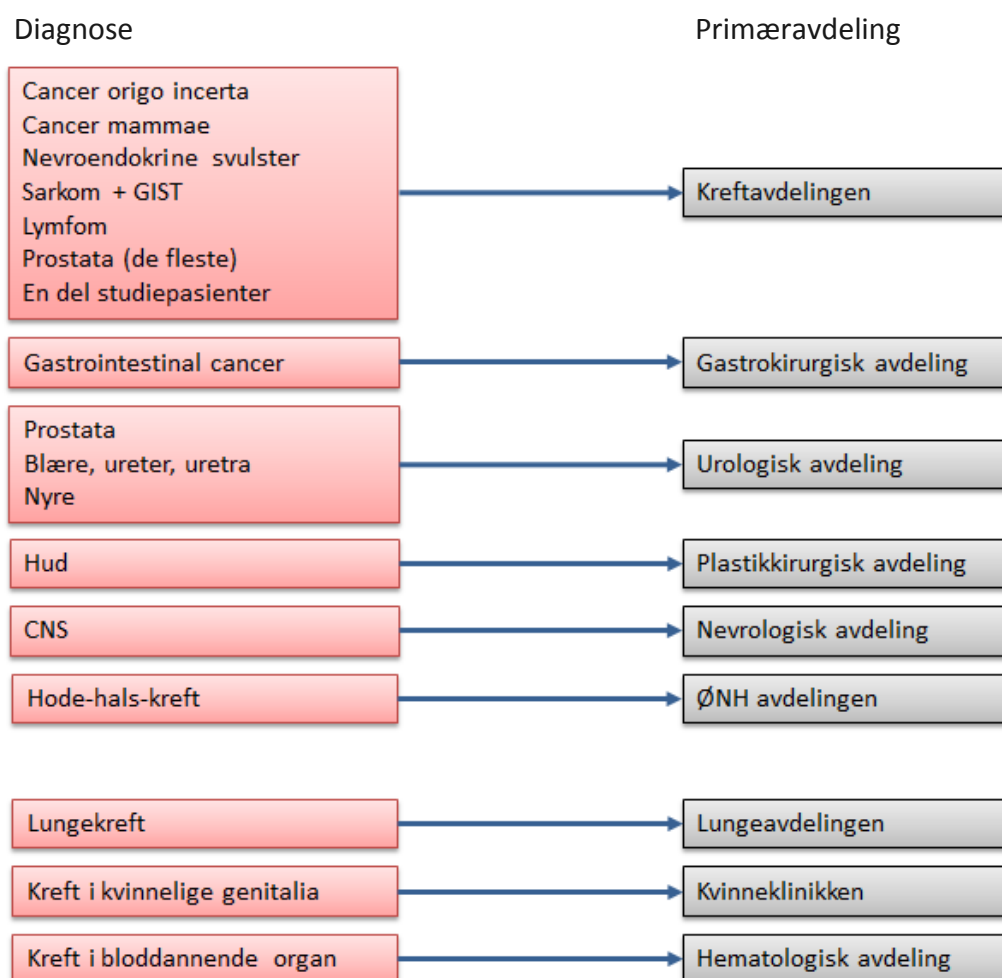 Diagnose
Primæravdeling
Cancer origo incerta
Cancer mammae
Nevroendokrine svulster
Sarkom + GIST
Lymfom
Prostata (de fleste)
En del studiepasienter
Kreftavdelingen
Gastrointestinal cancer
Gastrokirurgisk avdeling
Prostata
Blære, ureter, uretra
Nyre
Urologisk avdeling
Hud
Plastikkirurgisk avdeling
CNS
Nevrologisk avdeling
Hode-hals-kreft
ØNH avdelingen
Lungekreft
Lungeavdelingen
Kreft i kvinnelige genitalia
Kvinneklinikken
Kreft i bloddannende organ
Hematologisk avdeling